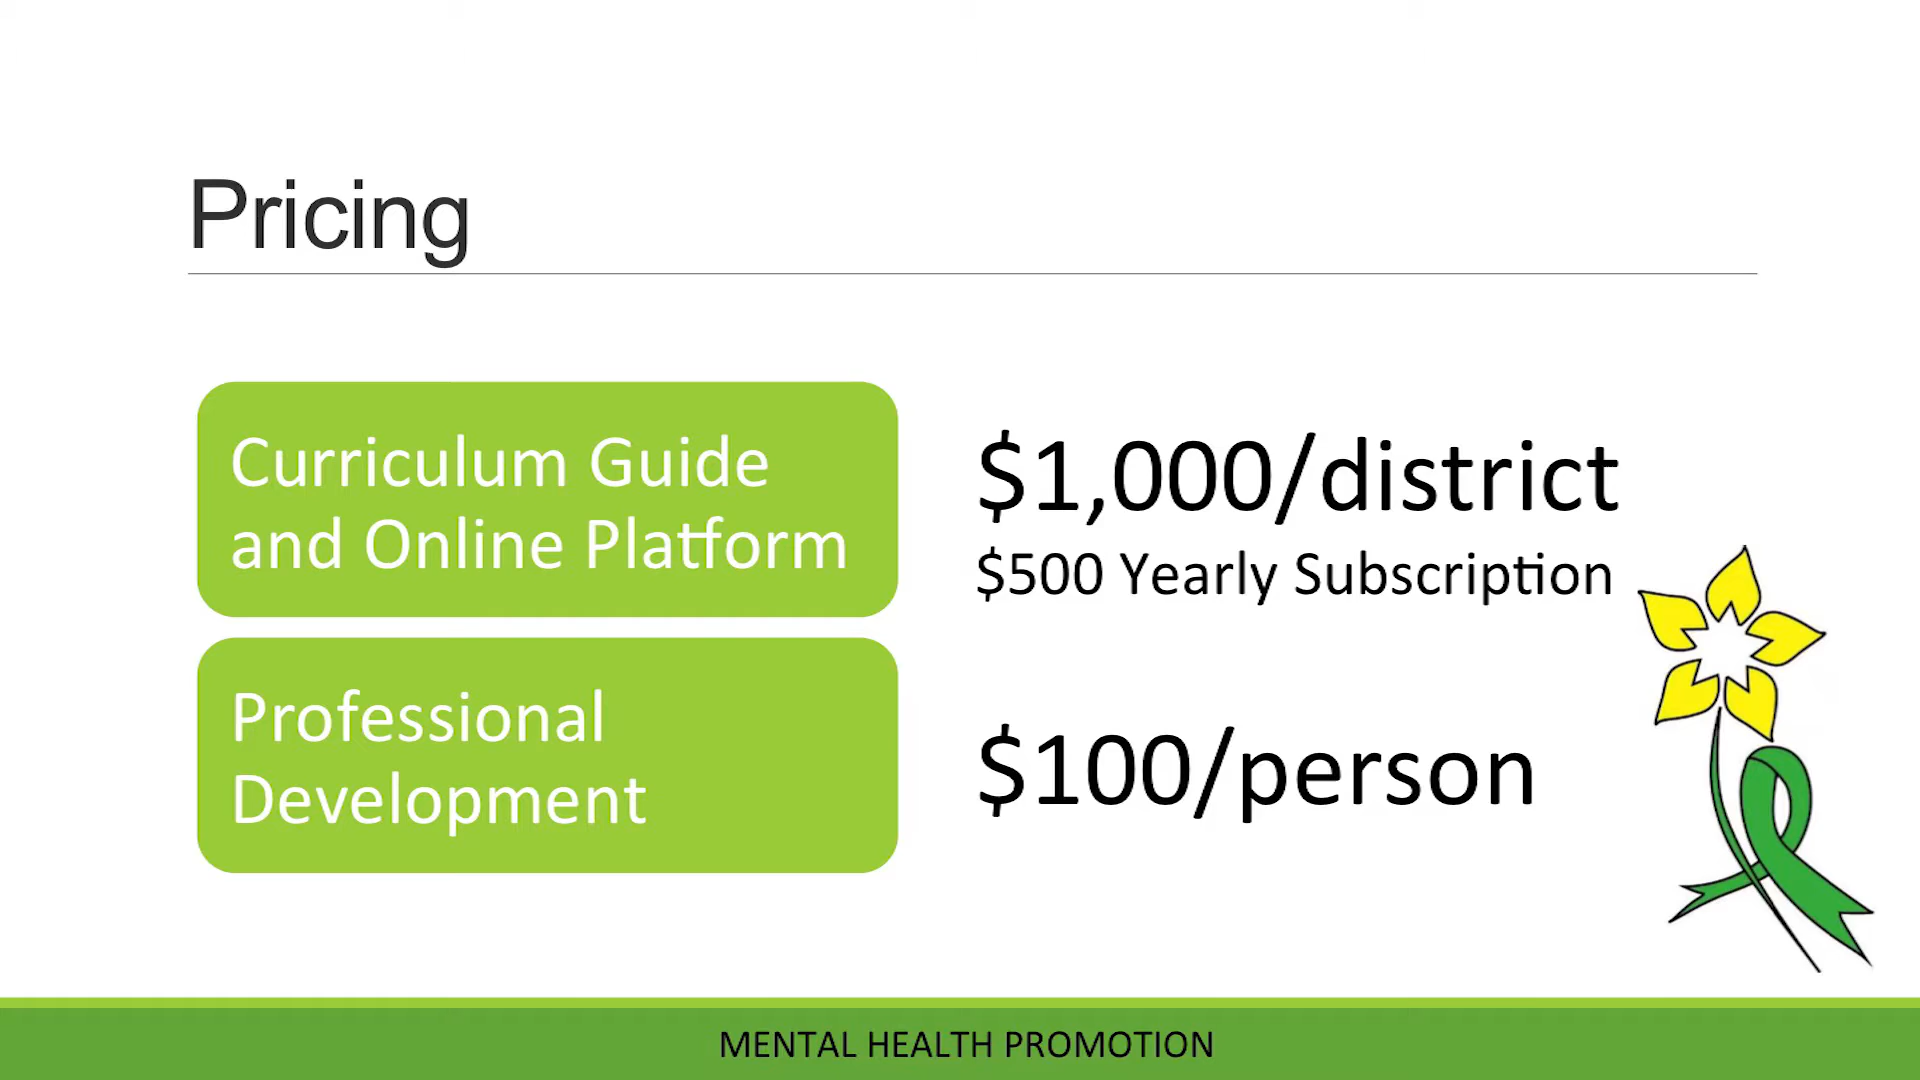 Pricing
Curriculum Guide
and Online Platform
$1,000/district
$500 Yearly Subscription
Professional
Development
$100/person
MENTAL HEALTH PROMOTION